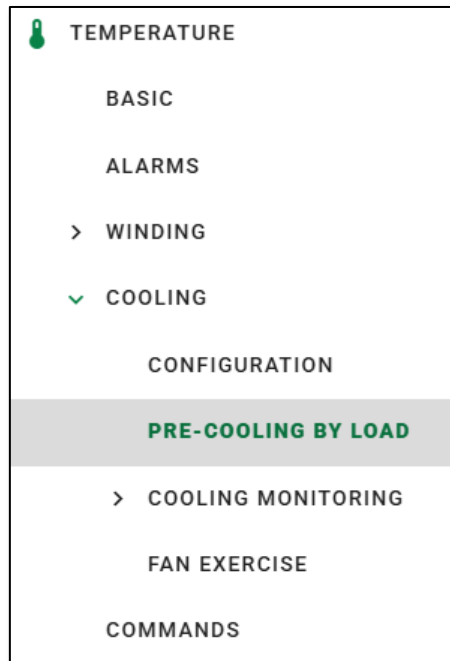 TEMPERATURE
BASIC
ALARMS
WINDING
COOLING
CONFIGURATION
PRE-COOLING BY LOAD
COOLING MONITORING
FAN EXERCISE
COMMANDS